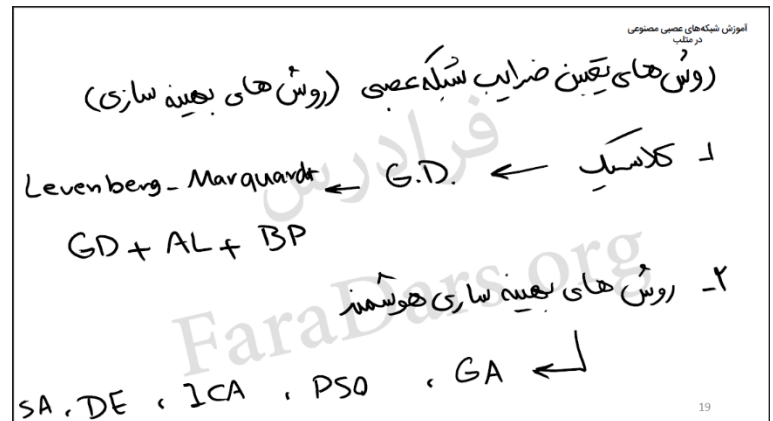 آموزش شبکه‌های عصبی مصنوعی
در متلب
روش های تعیین ضرایب شبکه عصبی (روش های بهینه سازی)
فرادرس
1 کلاسیک ← G.D. ← Levenberg - Marquardt
GD + AL + BP
FaraDars.org
۲- روش های بهینه سازی هوشمند
SA ، DE ، ICA ، PSO ، GA ←
19